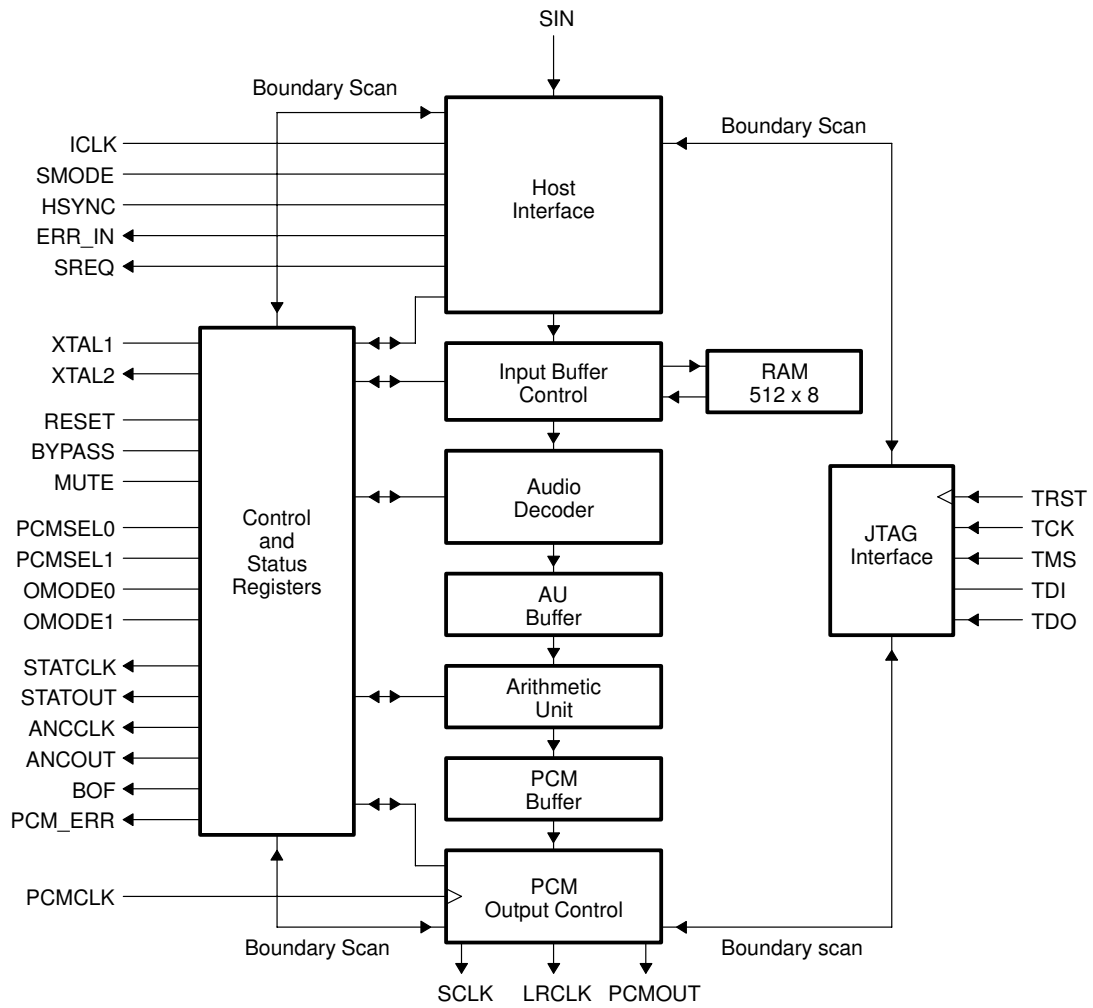 SIN
Boundary Scan
Boundary Scan
ICLK
SMODE
HSYNC
ERR_IN
SREQ
Host
Interface
XTAL1
XTAL2
RESET
BYPASS
MUTE
PCMSEL0
PCMSEL1
OMODE0
OMODE1
STATCLK
STATOUT
ANCCLK
ANCOUT
BOF
PCM_ERR
PCMCLK
Control
and
Status
Registers
Input Buffer
Control
RAM
512 x 8
Audio
Decoder
AU
Buffer
Arithmetic
Unit
PCM
Buffer
PCM
Output Control
JTAG
Interface
TRST
TCK
TMS
TDI
TDO
Boundary Scan
Boundary scan
SCLK
LRCLK
PCMOUT